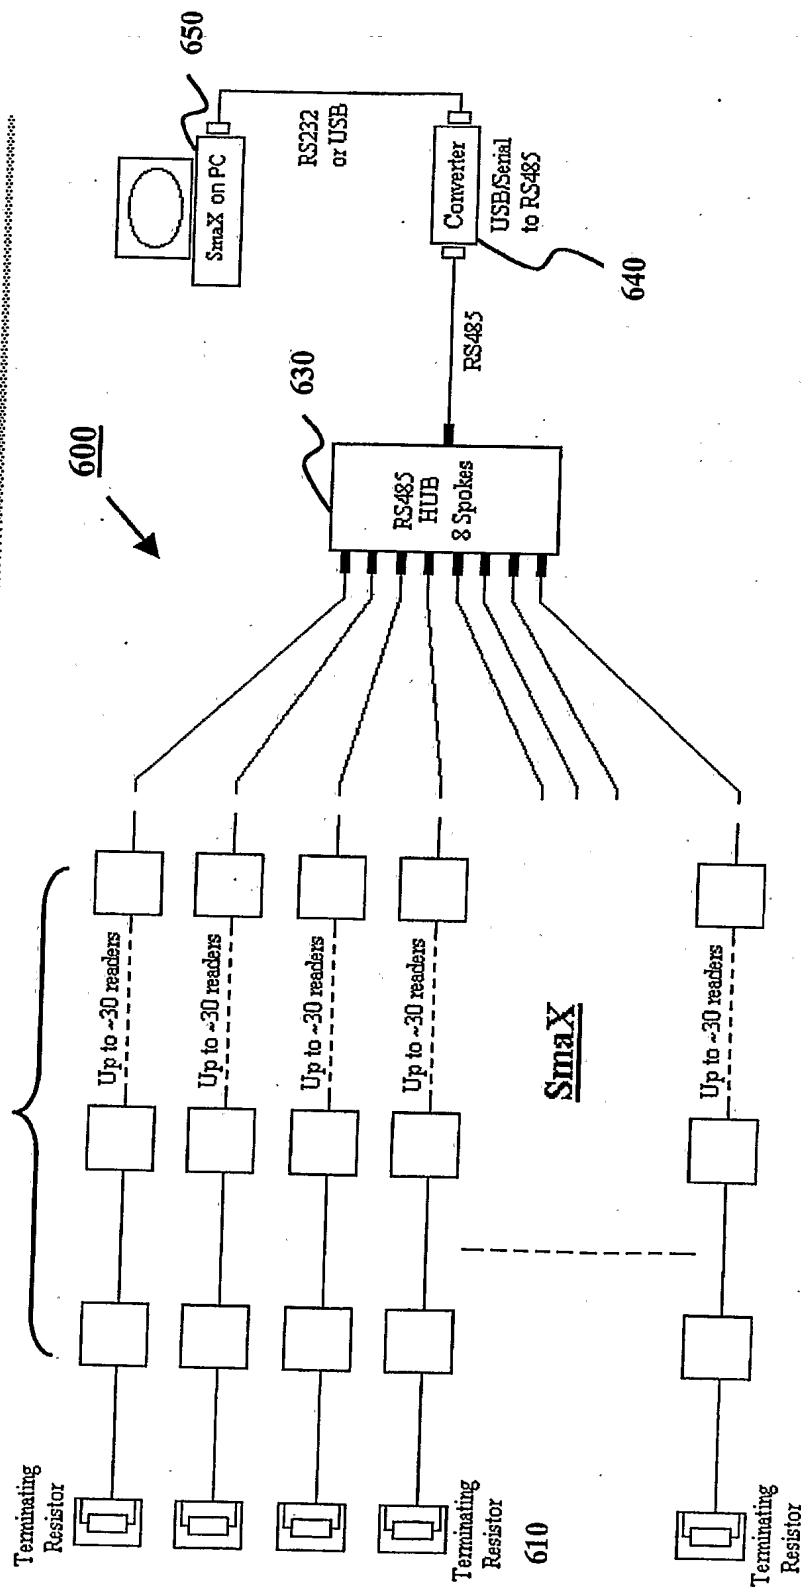 650
SmaX on PC
RS232
or USB
Converter
USB/Serial
to RS485
640
RS485
630
RS485
HUB
8 Spokes
600
Up to ~30 readers
Up to ~30 readers
Up to ~30 readers
Up to ~30 readers
Up to ~30 readers
SmaX
Terminating
Resistor
Terminating
Resistor
610
Terminating
Resistor